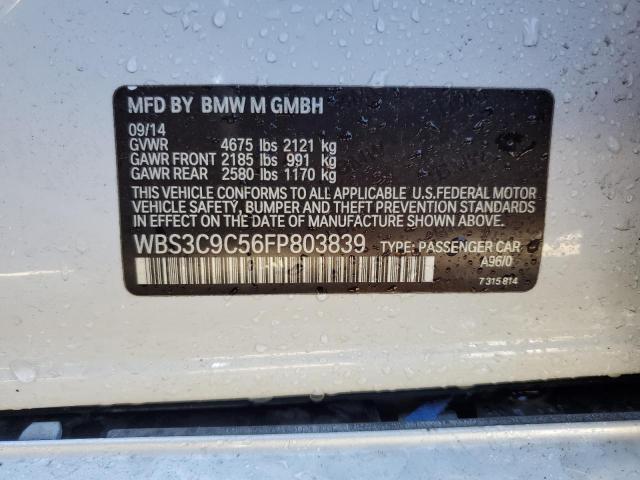 MFD BY BMW M GMBH
09/14
GVWR 4675 lbs 2121 kg
GAWR FRONT 2185 lbs 991 kg
GAWR REAR 2580 lbs 1170 kg
THIS VEHICLE CONFORMS TO ALL APPLICABLE U.S.FEDERAL MOTOR
VEHICLE SAFETY, BUMPER AND THEFT PREVENTION STANDARDS
IN EFFECT ON THE DATE OF MANUFACTURE SHOWN ABOVE.
WBS3C9C56FP803839 TYPE: PASSENGER CAR
A96/0
7 315 814